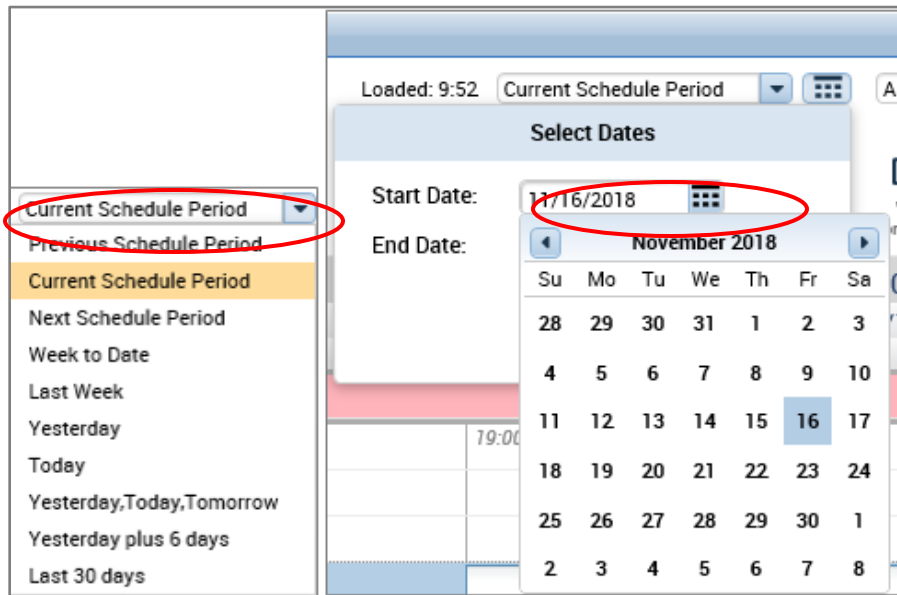 Loaded: 9:52 Current Schedule Period A
Select Dates
Start Date: 11/16/2018
End Date:
November 2018
Su Mo Tu We Th Fr Sa
28 29 30 31 1 2 3
4 5 6 7 8 9 10
11 12 13 14 15 16 17
18 19 20 21 22 23 24
25 26 27 28 29 30 1
2 3 4 5 6 7 8
19:00
Current Schedule Period
Previous Schedule Period
Current Schedule Period
Next Schedule Period
Week to Date
Last Week
Yesterday
Today
Yesterday,Today,Tomorrow
Yesterday plus 6 days
Last 30 days